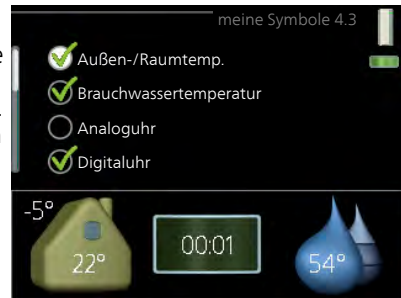 meine Symbole 4.3
Außen-/Raumtemp.
Brauchwassertemperatur
Analoguhr
Digitaluhr
-5°
22°
00:01
54°